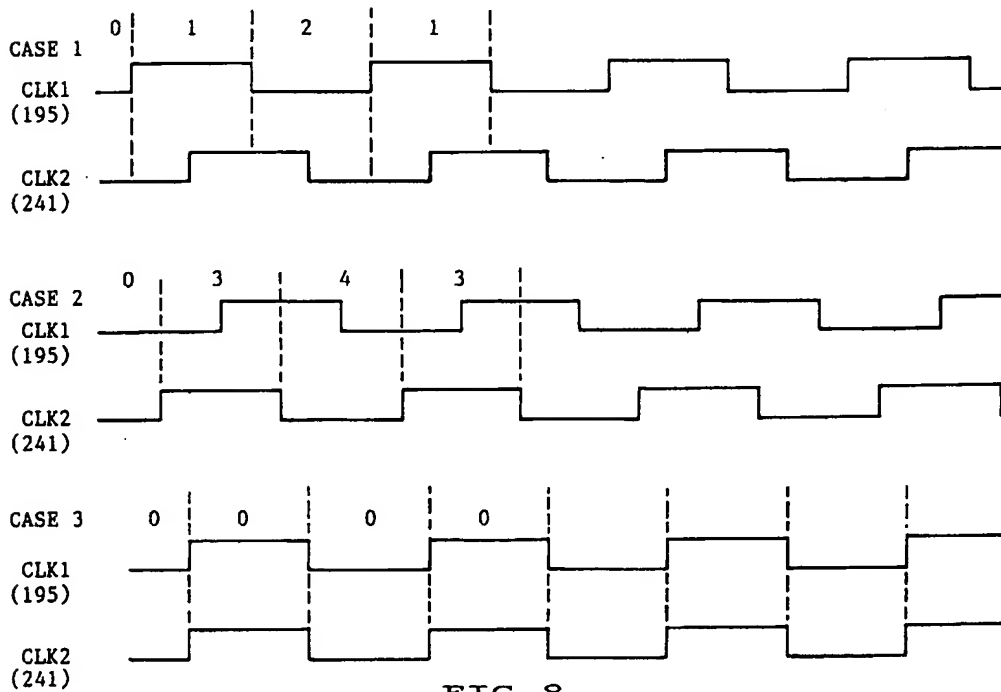 0 1 2 1
CASE 1
CLK1
(195)
CLK2
(241)
0 3 4 3
CASE 2
CLK1
(195)
CLK2
(241)
CASE 3 0 0 0 0
CLK1
(195)
CLK2
(241)
FIG 8